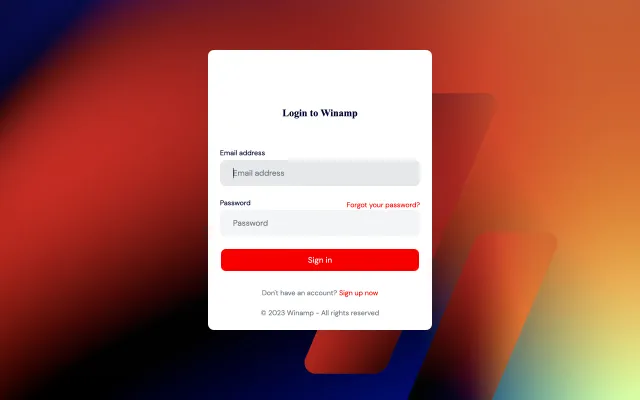 Login to Winamp
Email address
Email address
Password
Forgot your password?
Password
Sign in
Don't have an account? Sign up now
© 2023 Winamp - All rights reserved